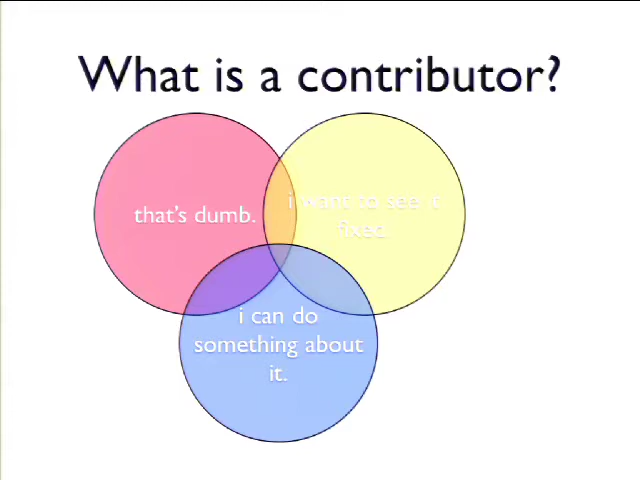 What is a contributor?
that's dumb.
i want to see it
fixed.
i can do
something about
it.